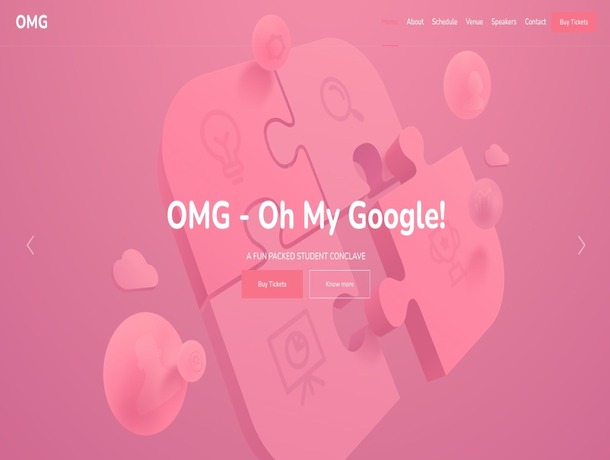 OMG
Home About Schedule Venue Speakers Contact Buy Tickets
OMG - Oh My Google!
A FUN PACKED STUDENT CONCLAVE
Buy Tickets Know more